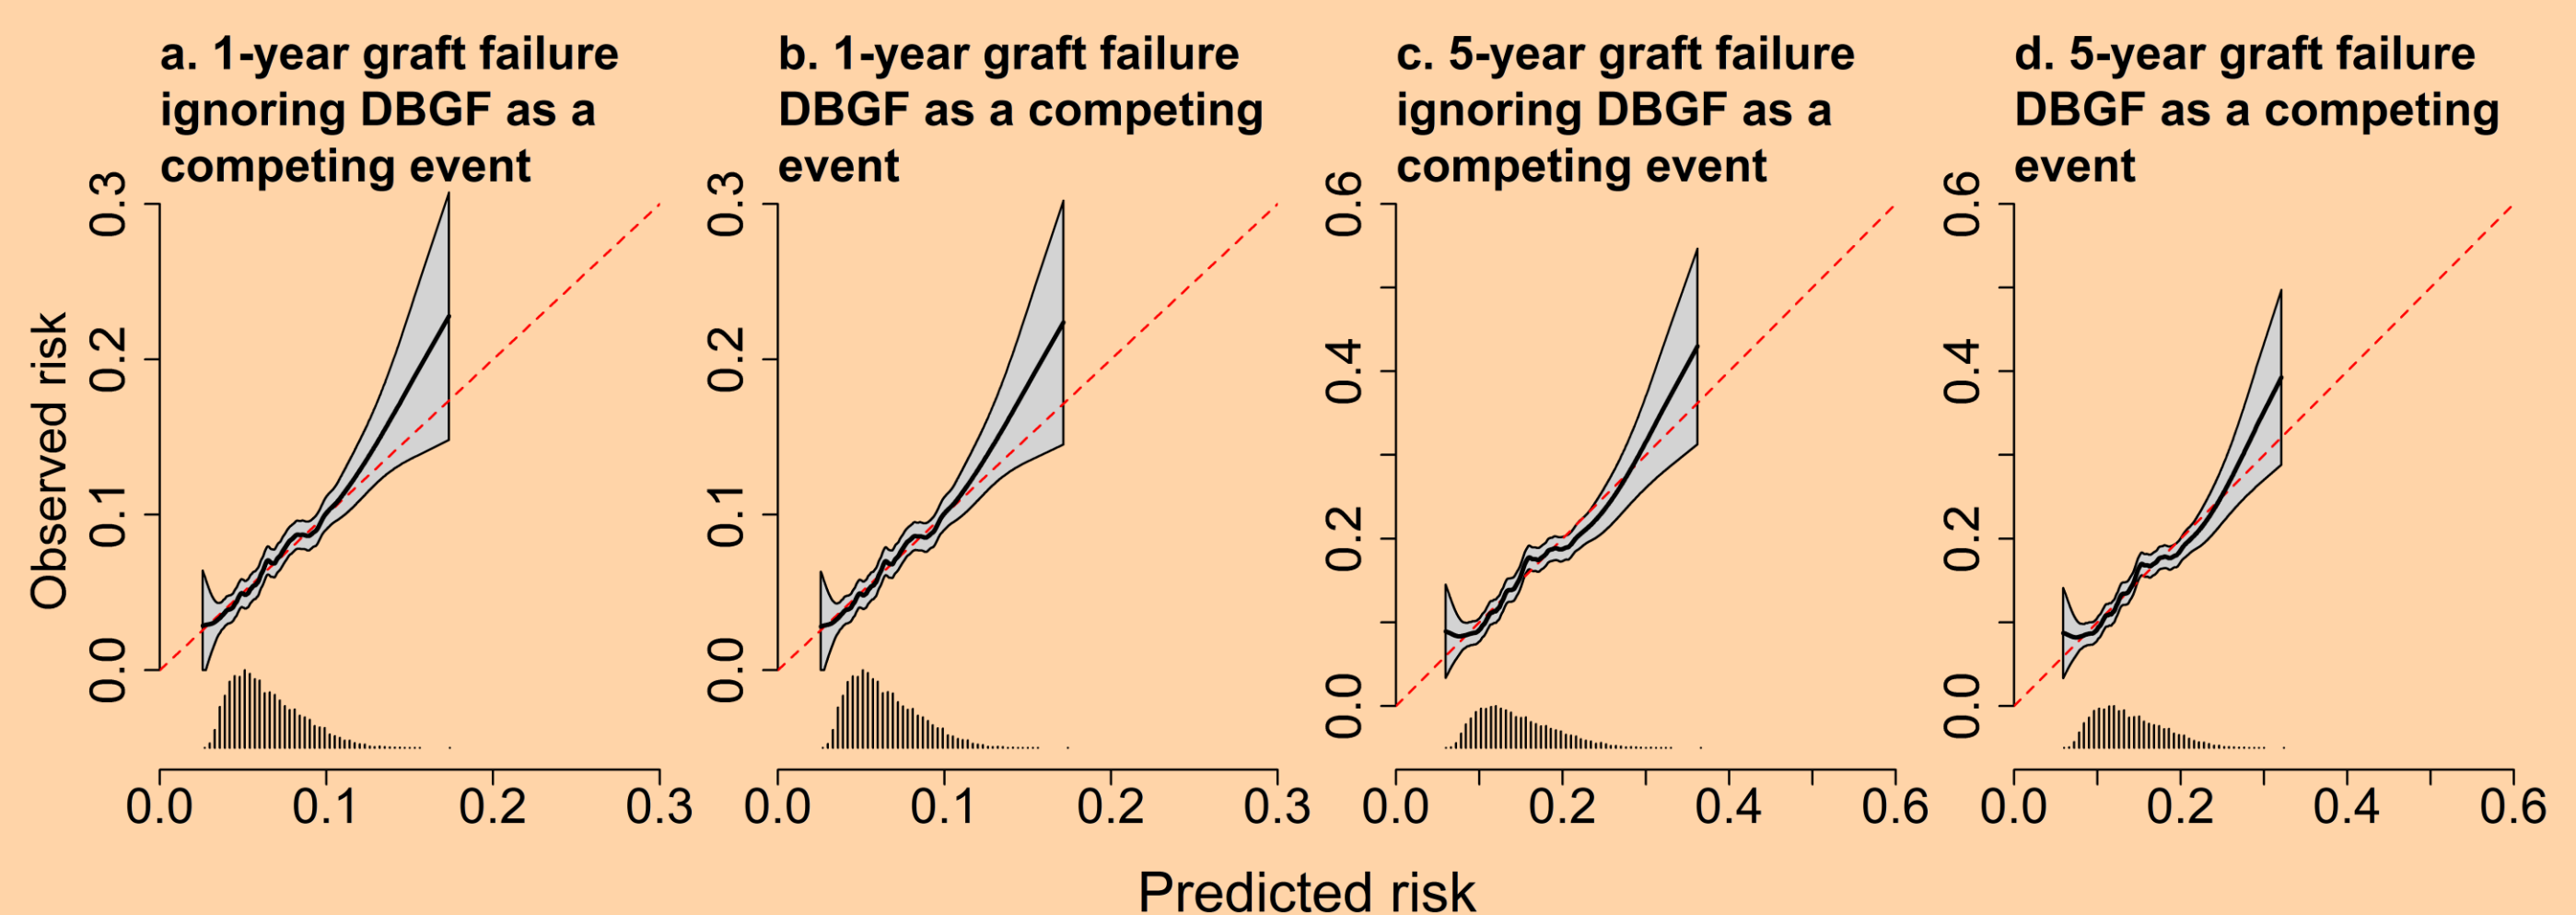 a. 1-year graft failure
ignoring DBGF as a
competing event
b. 1-year graft failure
DBGF as a competing
event
c. 5-year graft failure
ignoring DBGF as a
competing event
d. 5-year graft failure
DBGF as a competing
event
Observed risk
0.3
0.2
0.1
0.0
0.0 0.1 0.2 0.3
0.3
0.2
0.1
0.0
0.0 0.1 0.2 0.3
0.6
0.4
0.2
0.0
0.0 0.2 0.4 0.6
0.6
0.4
0.2
0.0
0.0 0.2 0.4 0.6
Predicted risk